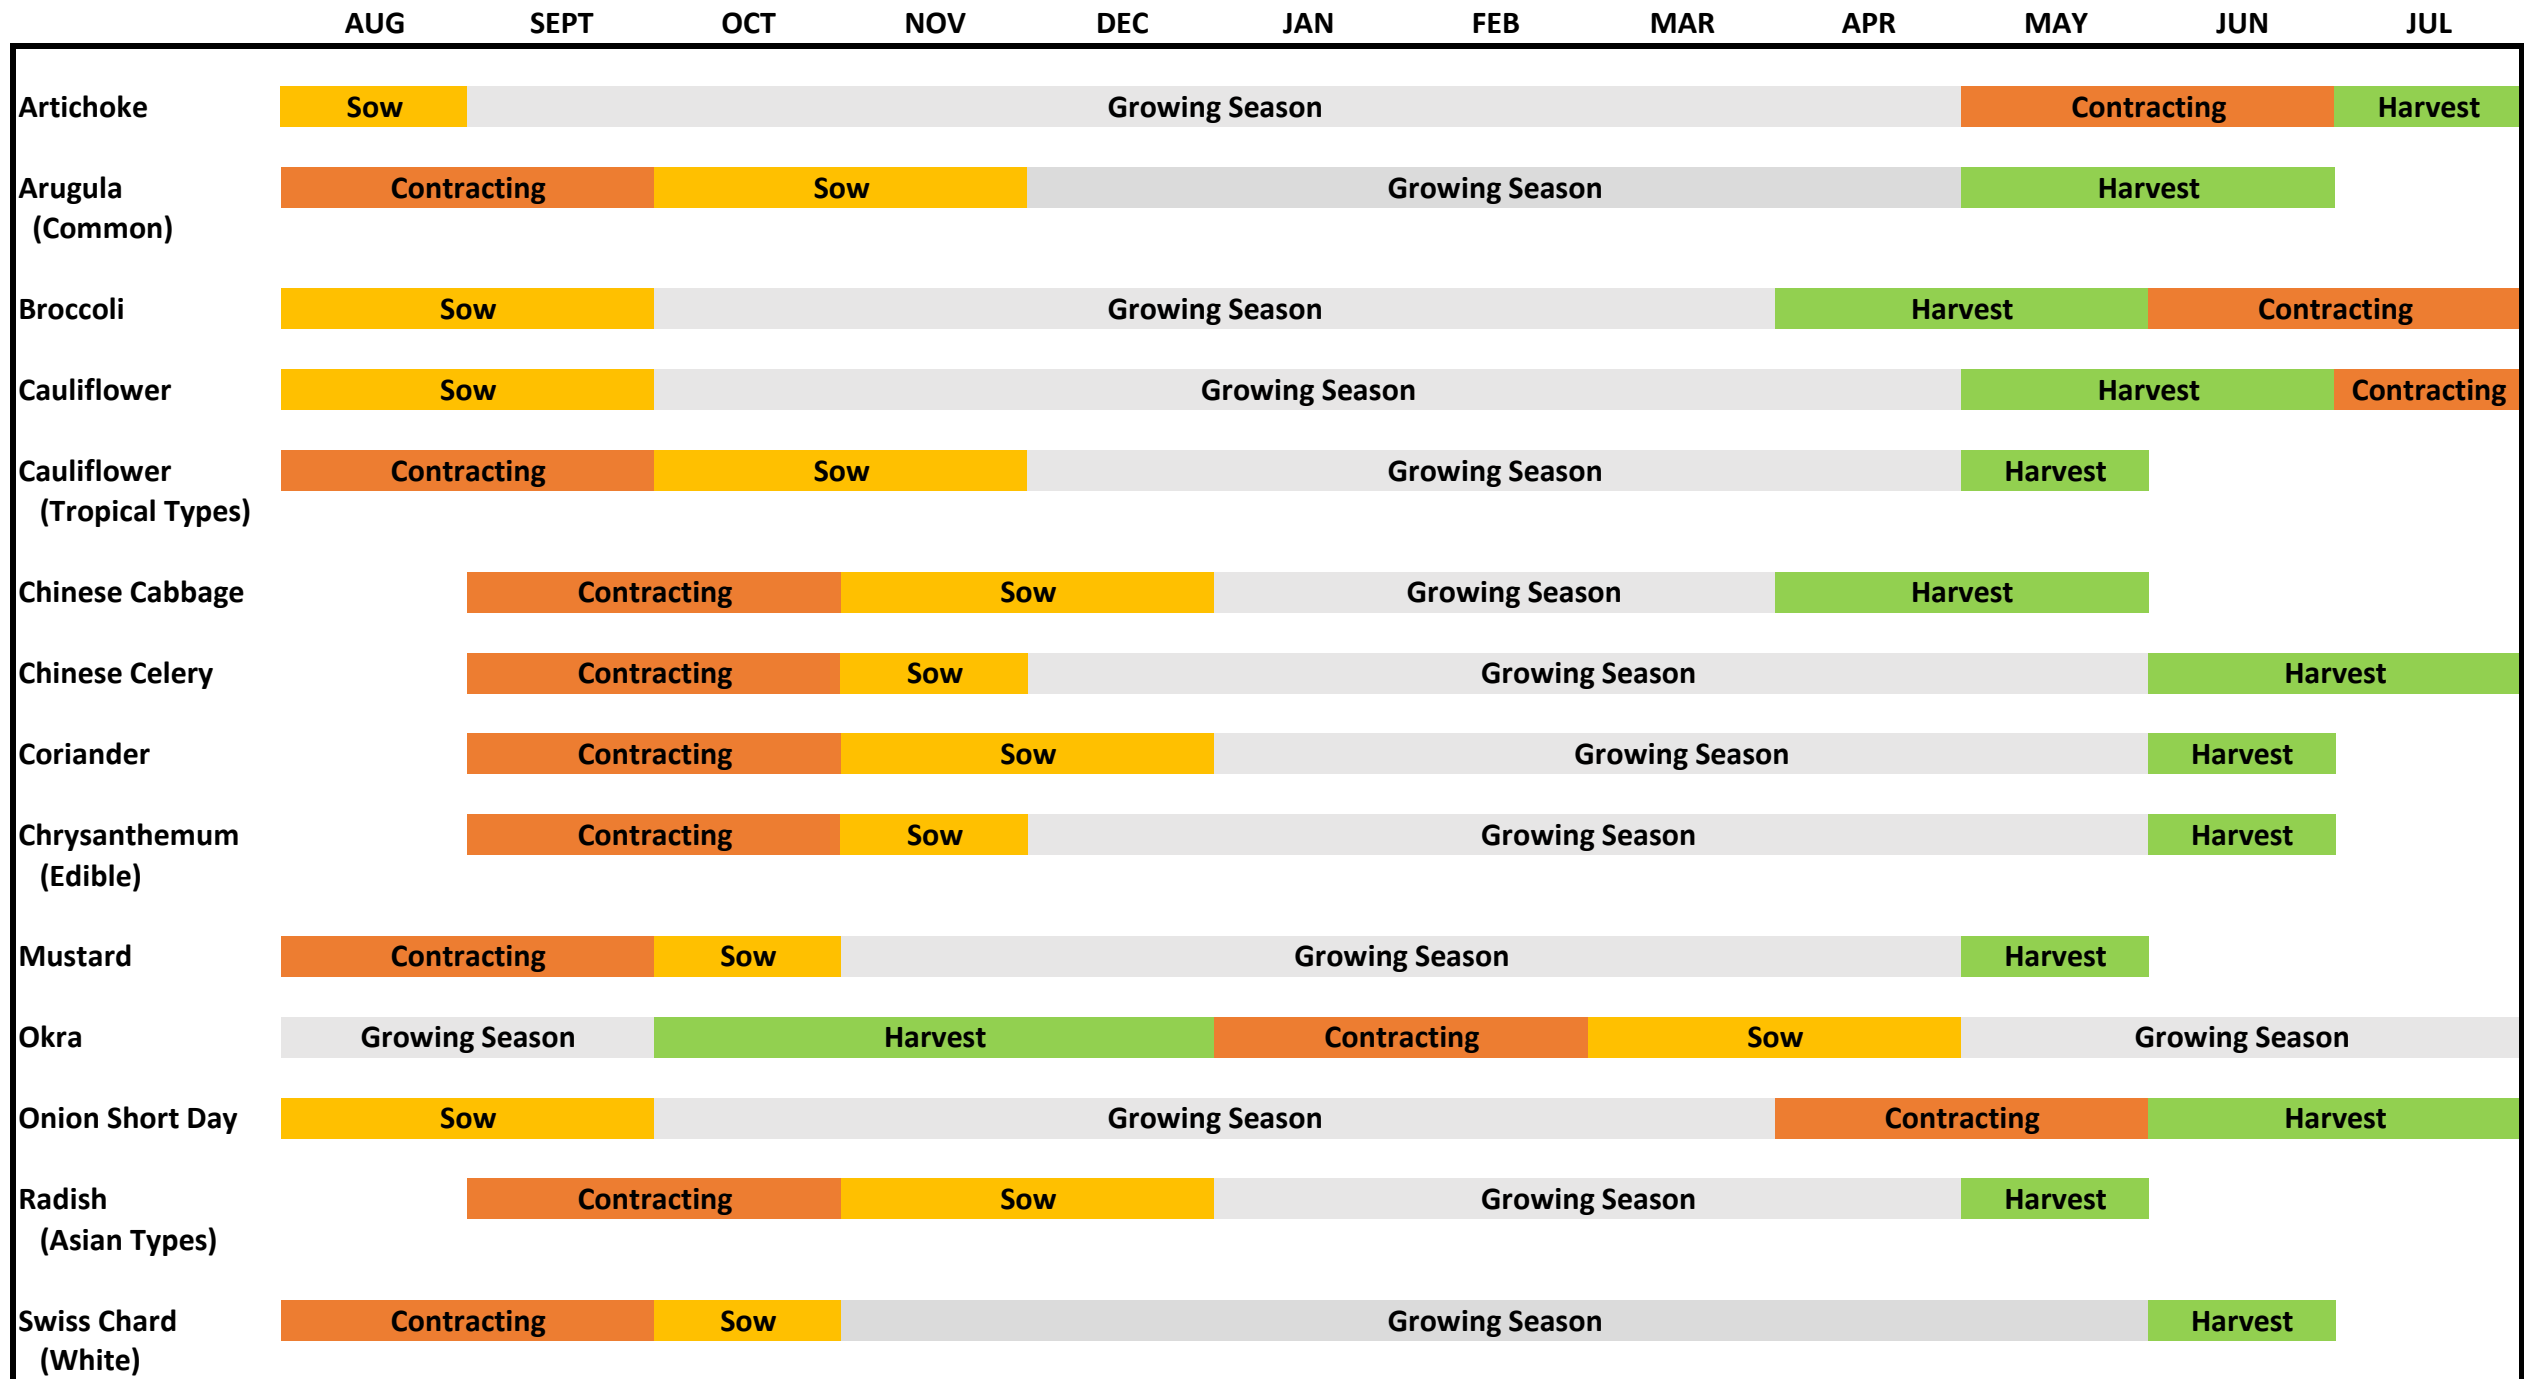 AUG SEPT OCT NOV DEC JAN FEB MAR APR MAY JUN JUL
Artichoke Sow Growing Season Contracting Harvest
Arugula Contracting Sow Growing Season Harvest
(Common)
Broccoli Sow Growing Season Harvest Contracting
Cauliflower Sow Growing Season Harvest Contracting
Cauliflower Contracting Sow Growing Season Harvest
(Tropical Types)
Chinese Cabbage Contracting Sow Growing Season Harvest
Chinese Celery Contracting Sow Growing Season Harvest
Coriander Contracting Sow Growing Season Harvest
Chrysanthemum Contracting Sow Growing Season Harvest
(Edible)
Mustard Contracting Sow Growing Season Harvest
Okra Growing Season Harvest Contracting Sow Growing Season
Onion Short Day Sow Growing Season Contracting Harvest
Radish Contracting Sow Growing Season Harvest
(Asian Types)
Swiss Chard Contracting Sow Growing Season Harvest
(White)